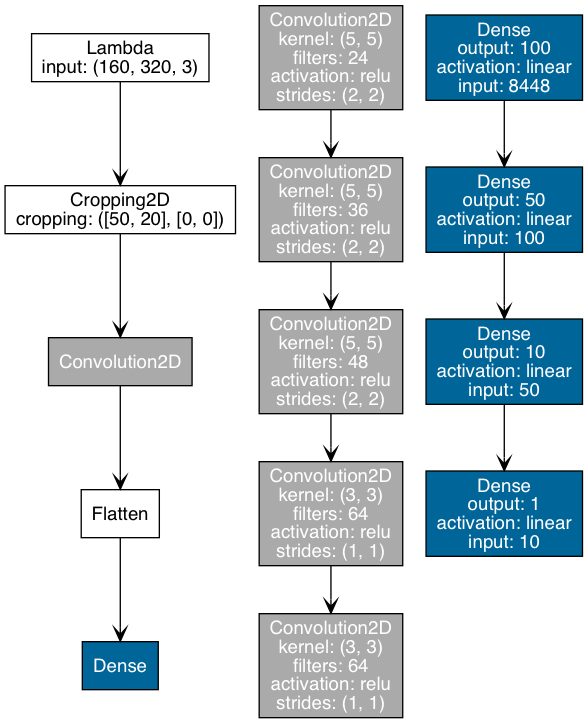 Lambda
input: (160, 320, 3)
Cropping2D
cropping: ([50, 20], [0, 0])
Convolution2D
Flatten
Dense
Convolution2D
kernel: (5, 5)
filters: 24
activation: relu
strides: (2, 2)
Convolution2D
kernel: (5, 5)
filters: 36
activation: relu
strides: (2, 2)
Convolution2D
kernel: (5, 5)
filters: 48
activation: relu
strides: (2, 2)
Convolution2D
kernel: (3, 3)
filters: 64
activation: relu
strides: (1, 1)
Convolution2D
kernel: (3, 3)
filters: 64
activation: relu
strides: (1, 1)
Dense
output: 100
activation: linear
input: 8448
Dense
output: 50
activation: linear
input: 100
Dense
output: 10
activation: linear
input: 50
Dense
output: 1
activation: linear
input: 10